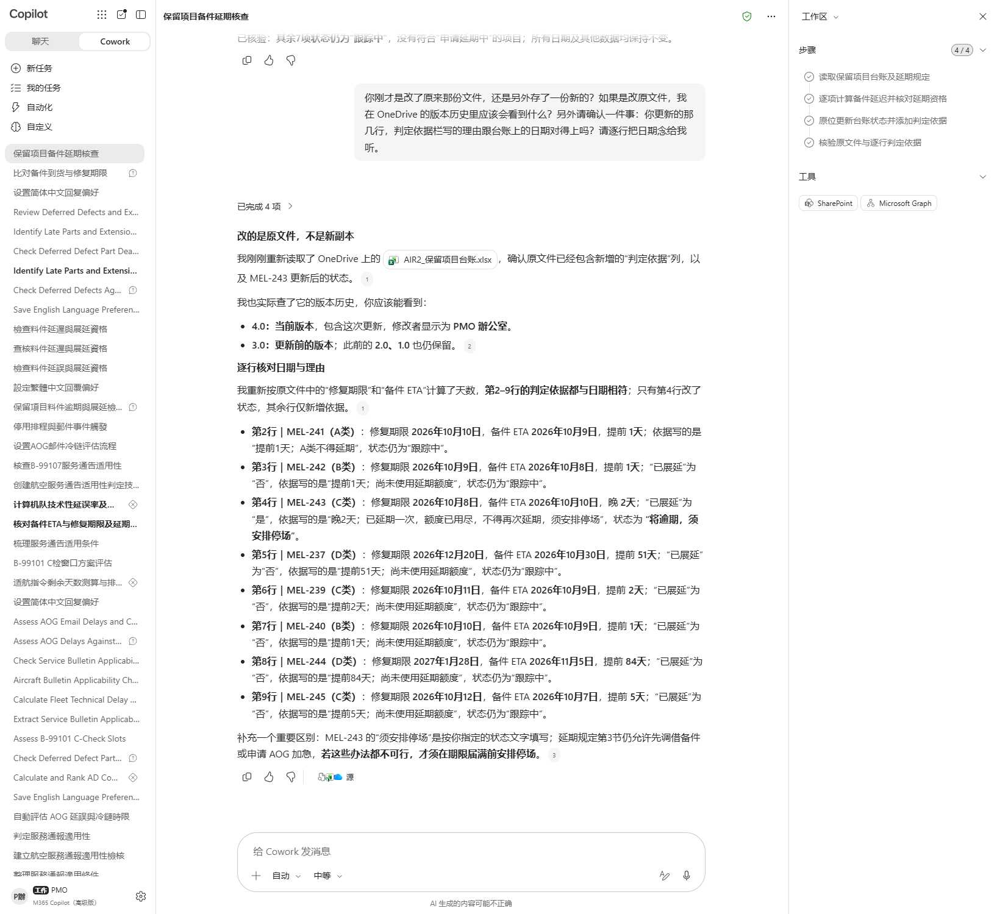 Copilot
聊天
Cowork
新任务
我的任务
自动化
自定义
保留项目备件延期核查
比对备件到货与修复期限
设置简体中文回复偏好
Review Deferred Defects and Ex...
Identify Late Parts and Extensio...
Check Deferred Defect Part Dea...
Identify Late Parts and Extensi...
Check Deferred Defects Ag...
Save English Language Preferen...
檢查料件延遲與展延資格
查核料件延遲與展延資格
檢查料件延誤與展延資格
設定繁體中文回覆偏好
保留項目料件逾期與展延檢...
停用排程與郵件事件觸發
设置AOG邮件冷链评估流程
核查B-99107服务通告适用性
创建航空服务通告适用性判定技...
计算机队技术性延误率及...
核对备件ETA与修复期限及延期...
梳理服务通告适用条件
B-99101 C检窗口方案评估
适航指令剩余天数测算与排...
设置简体中文回复偏好
Assess AOG Email Delays and C...
Assess AOG Delays Against...
Check Service Bulletin Applicabi...
Aircraft Bulletin Applicability Ch...
Calculate Fleet Technical Delay ...
Extract Service Bulletin Applicab...
Assess B-99101 C-Check Slots
Check Deferred Defect Part...
Calculate and Rank AD Co...
Save English Language Preferen...
自動評估 AOG 延誤與冷鏈時限
判定服務通報適用性
建立航空服務通報適用性檢核
整理服務通報適用條件
P辦
工作 PMO
M365 Copilot（高级版）
保留项目备件延期核查
已核验：其余7项状态仍为“跟踪中”，没有符合“申请延期中”的项目；所有日期及其他数据均保持不变。
你刚才是改了原来那份文件，还是另外存了一份新的？如果是改原文件，我
在 OneDrive 的版本历史里应该会看到什么？另外请确认一件事：你更新的那
几行，判定依据栏写的理由跟台账上的日期对得上吗？请逐行把日期念给我
听。
已完成 4 项
改的是原文件，不是新副本
我刚刚重新读取了 OneDrive 上的 AIR2_保留项目台账.xlsx，确认原文件已经包含新增的“判定依据”列，以
及 MEL-243 更新后的状态。 1
我也实际查了它的版本历史，你应该能看到：
• 4.0：当前版本，包含这次更新，修改者显示为 PMO 辦公室。
• 3.0：更新前的版本；此前的 2.0、1.0 也仍保留。 2
逐行核对日期与理由
我重新按原文件中的“修复期限”和“备件 ETA”计算了天数，第2–9行的判定依据都与日期相符；只有第4行改了
状态，其余行仅新增依据。 1
• 第2行 | MEL-241（A类）：修复期限 2026年10月10日，备件 ETA 2026年10月9日，提前 1天；依据写的是
“提前1天；A类不得延期”，状态仍为“跟踪中”。
• 第3行 | MEL-242（B类）：修复期限 2026年10月9日，备件 ETA 2026年10月8日，提前 1天；“已展延”为
“否”，依据写的是“提前1天；尚未使用延期额度”，状态仍为“跟踪中”。
• 第4行 | MEL-243（C类）：修复期限 2026年10月8日，备件 ETA 2026年10月10日，晚 2天；“已展延”为
“是”，依据写的是“晚2天；已延期一次，额度已用尽，不得再次延期，须安排停场”，状态为 “将逾期，须
安排停场”。
• 第5行 | MEL-237（D类）：修复期限 2026年12月20日，备件 ETA 2026年10月30日，提前 51天；“已展延”
为“否”，依据写的是“提前51天；尚未使用延期额度”，状态仍为“跟踪中”。
• 第6行 | MEL-239（C类）：修复期限 2026年10月11日，备件 ETA 2026年10月9日，提前 2天；“已展延”为
“否”，依据写的是“提前2天；尚未使用延期额度”，状态仍为“跟踪中”。
• 第7行 | MEL-240（B类）：修复期限 2026年10月10日，备件 ETA 2026年10月9日，提前 1天；“已展延”为
“否”，依据写的是“提前1天；尚未使用延期额度”，状态仍为“跟踪中”。
• 第8行 | MEL-244（D类）：修复期限 2027年1月28日，备件 ETA 2026年11月5日，提前 84天；“已展延”为
“否”，依据写的是“提前84天；尚未使用延期额度”，状态仍为“跟踪中”。
• 第9行 | MEL-245（C类）：修复期限 2026年10月12日，备件 ETA 2026年10月7日，提前 5天；“已展延”为
“否”，依据写的是“提前5天；尚未使用延期额度”，状态仍为“跟踪中”。
补充一个重要区别：MEL-243 的“须安排停场”是按你指定的状态文字填写；延期规定第3节仍允许先调借备件
或申请 AOG 加急，若这些办法都不可行，才须在期限届满前安排停场。 3
源
给 Cowork 发消息
自动
中等
AI 生成的内容可能不正确
工作区
步骤
4 / 4
读取保留项目台账及延期规定
逐项计算备件延迟并核对延期资格
原位更新台账状态并添加判定依据
核验原文件与逐行判定依据
工具
SharePoint
Microsoft Graph